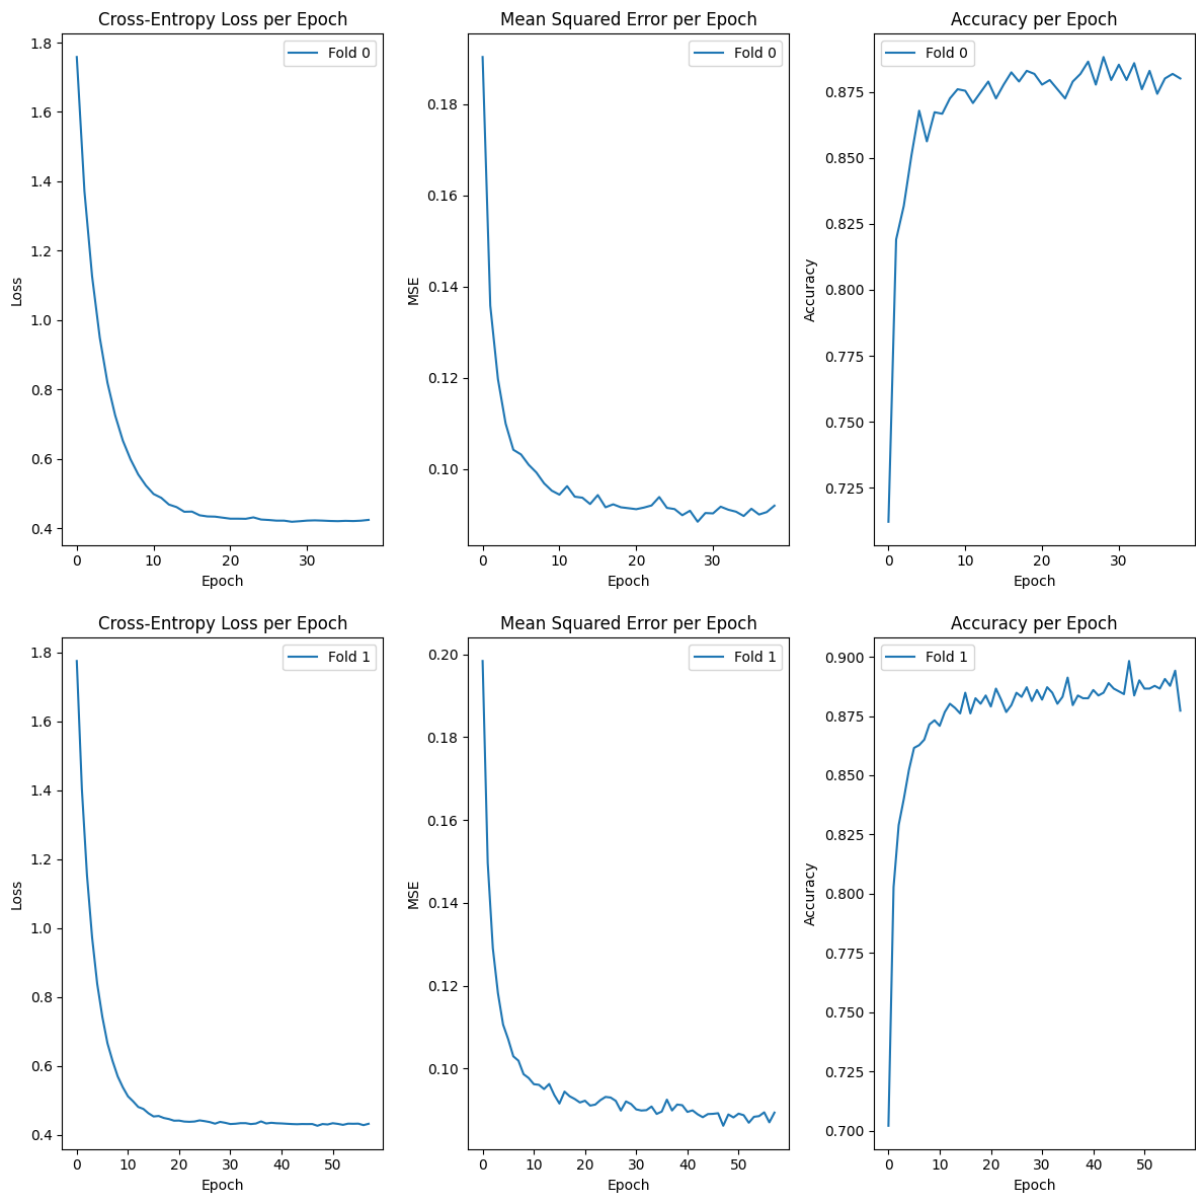 Cross-Entropy Loss per Epoch
Fold 0
1.8
1.6
1.4
1.2
1.0
0.8
0.6
0.4
Loss
0 10 20 30
Epoch
Mean Squared Error per Epoch
Fold 0
0.18
0.16
0.14
0.12
0.10
MSE
0 10 20 30
Epoch
Accuracy per Epoch
Fold 0
0.875
0.850
0.825
0.800
0.775
0.750
0.725
Accuracy
0 10 20 30
Epoch
Cross-Entropy Loss per Epoch
Fold 1
1.8
1.6
1.4
1.2
1.0
0.8
0.6
0.4
Loss
0 10 20 30 40 50
Epoch
Mean Squared Error per Epoch
Fold 1
0.20
0.18
0.16
0.14
0.12
0.10
MSE
0 10 20 30 40 50
Epoch
Accuracy per Epoch
Fold 1
0.900
0.875
0.850
0.825
0.800
0.775
0.750
0.725
0.700
Accuracy
0 10 20 30 40 50
Epoch